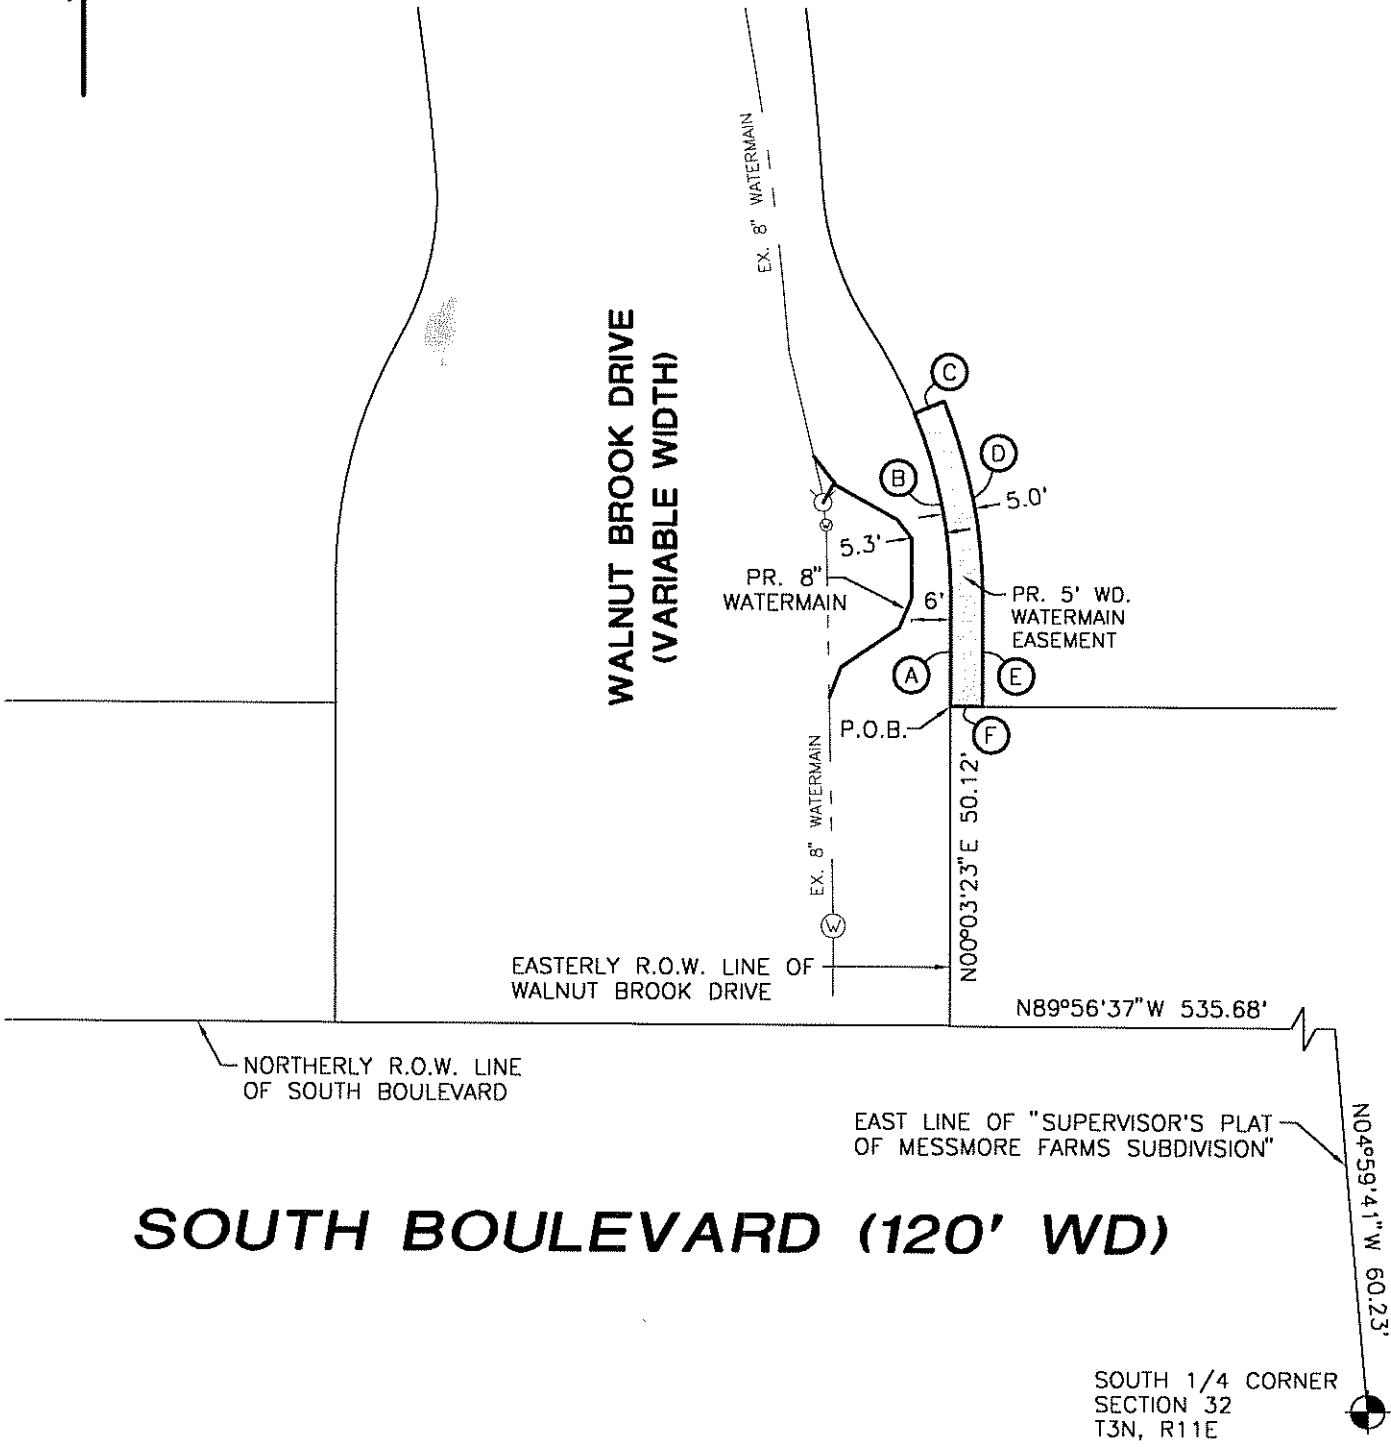 EX. 8" WATERMAIN
WALNUT BROOK DRIVE
(VARIABLE WIDTH)
C
D
B
5.0'
5.3'
PR. 8"
WATERMAIN
6'
PR. 5' WD.
WATERMAIN
EASEMENT
A
E
P.O.B.
F
EX. 8" WATERMAIN
W
W
N00°03'23"E 50.12'
EASTERLY R.O.W. LINE OF
WALNUT BROOK DRIVE
N89°56'37"W 535.68'
NORTHERLY R.O.W. LINE
OF SOUTH BOULEVARD
EAST LINE OF "SUPERVISOR'S PLAT
OF MESSMORE FARMS SUBDIVISION"
N04°59'41"W 60.23'
SOUTH BOULEVARD (120' WD)
SOUTH 1/4 CORNER
SECTION 32
T3N, R11E